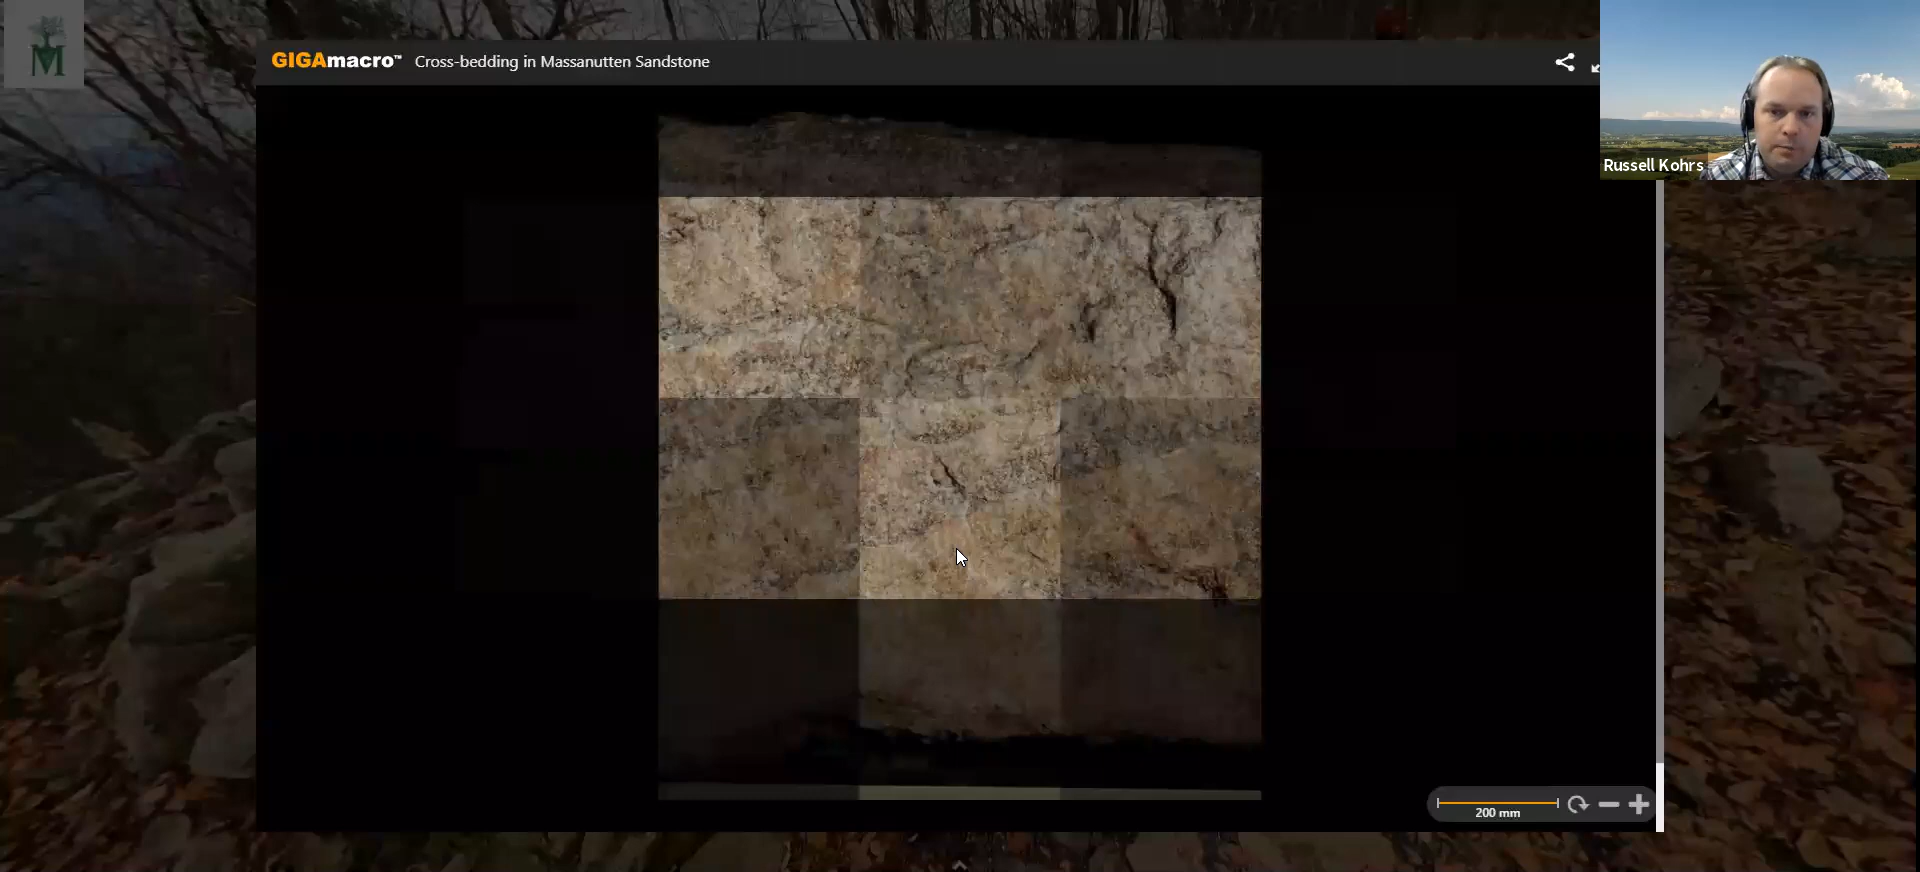 M
GIGAmacro™ Cross-bedding in Massanutten Sandstone
Russell Kohrs
200 mm